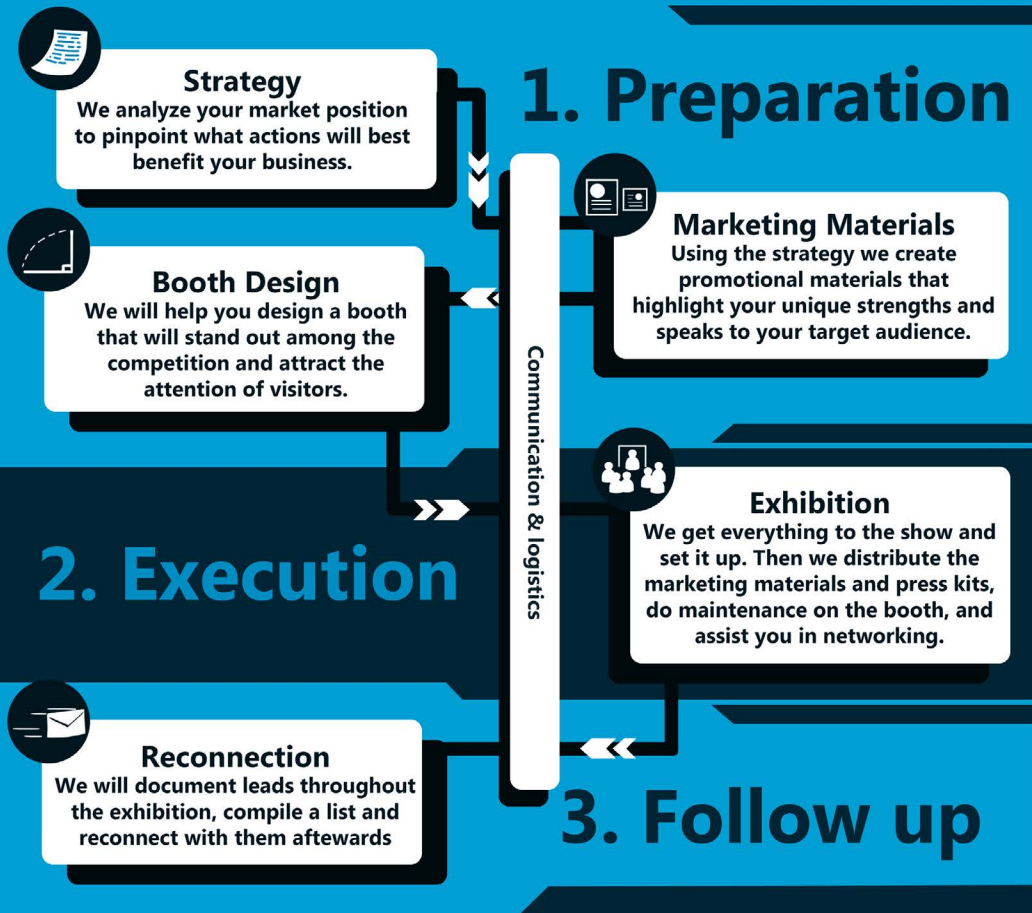 1. Preparation
Strategy
We analyze your market position
to pinpoint what actions will best
benefit your business.
Marketing Materials
Using the strategy we create
promotional materials that
highlight your unique strengths and
speaks to your target audience.
Booth Design
We will help you design a booth
that will stand out among the
competition and attract the
attention of visitors.
Communication & logistics
2. Execution
Exhibition
We get everything to the show and
set it up. Then we distribute the
marketing materials and press kits,
do maintenance on the booth, and
assist you in networking.
3. Follow up
Reconnection
We will document leads throughout
the exhibition, compile a list and
reconnect with them aftewards